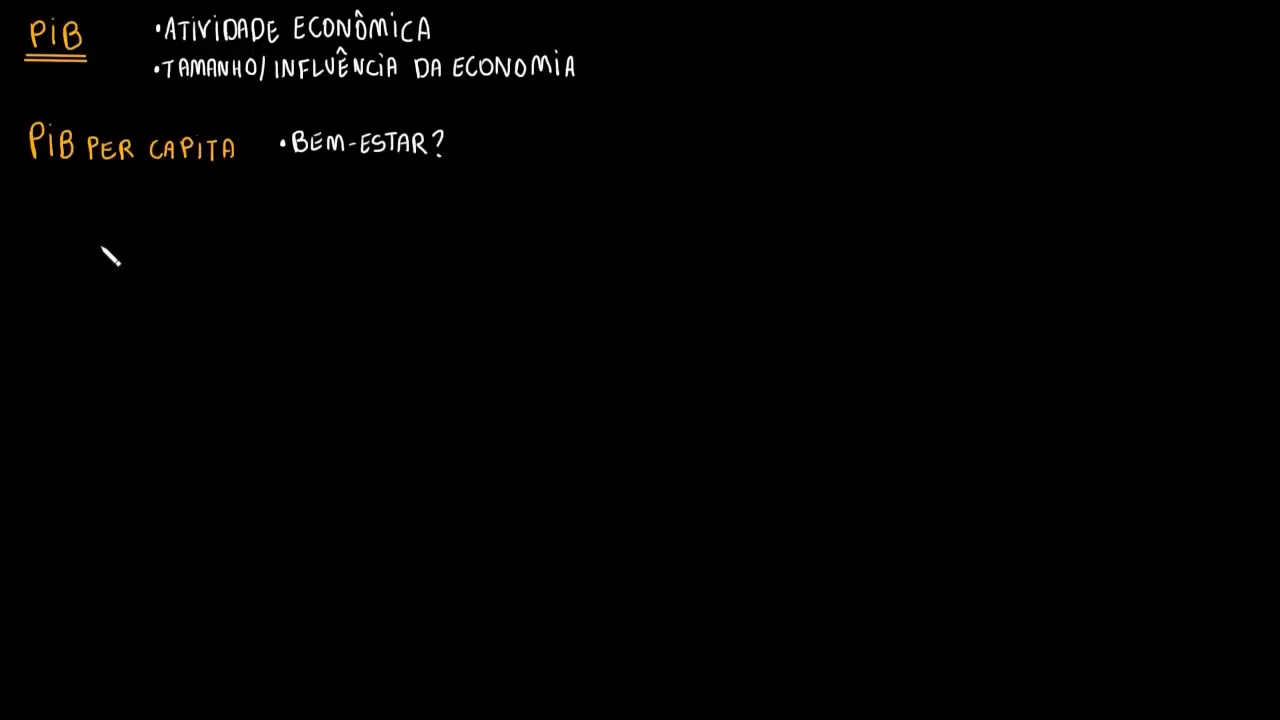 PIB
• ATIVIDADE ECONÔMICA
• TAMANHO/INFLUÊNCIA DA ECONOMIA
PIB PER CAPITA • BEM-ESTAR?